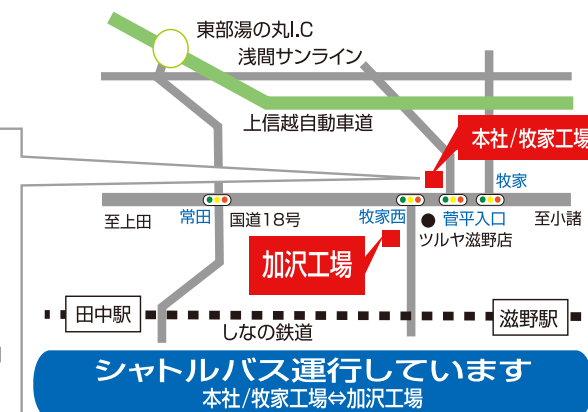 東部湯の丸I.C
浅間サンライン
上信越自動車道
本社/牧家工場
牧家
至上田
常田
国道18号
牧家西
菅平入口
至小諸
ツルヤ滋野店
加沢工場
田中駅
しなの鉄道
滋野駅
シャトルバス運行しています
本社/牧家工場⇔加沢工場